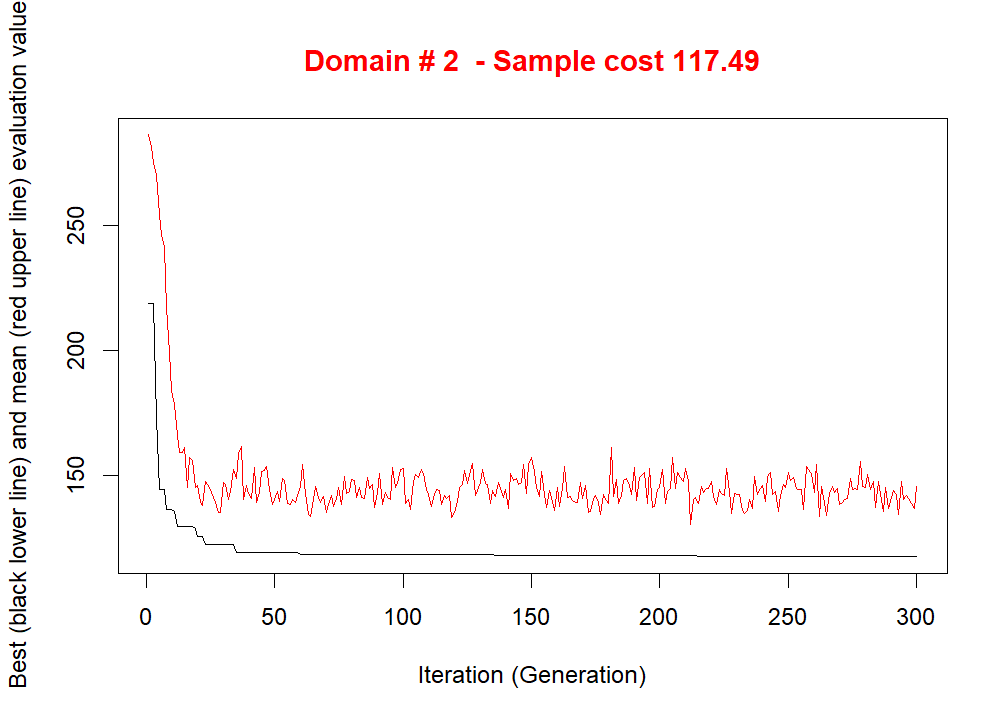 Domain # 2  - Sample cost 117.49
Best (black lower line) and mean (red upper line) evaluation value
250
200
150
0 50 100 150 200 250 300
Iteration (Generation)